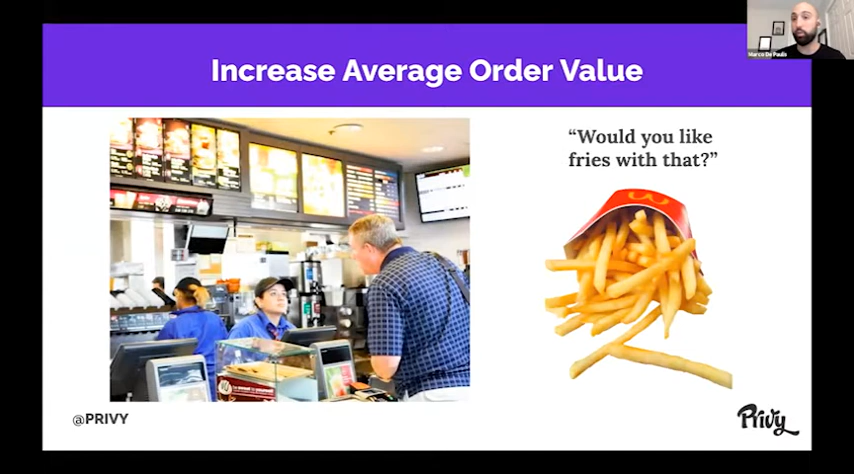 Increase Average Order Value
Marco De Paulis
“Would you like
fries with that?”
@PRIVY
Privy